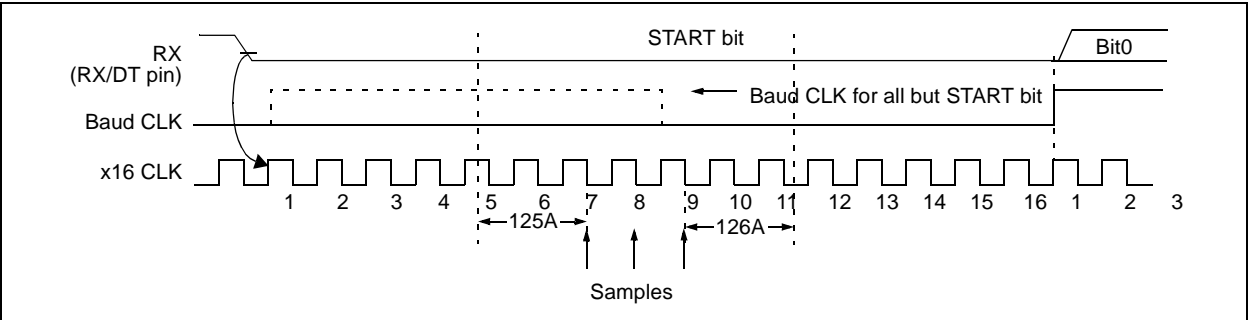 START bit
Bit0
RX
(RX/DT pin)
Baud CLK for all but START bit
Baud CLK
x16 CLK
1 2 3 4 5 6 7 8 9 10 11 12 13 14 15 16 1 2 3
125A 126A
Samples